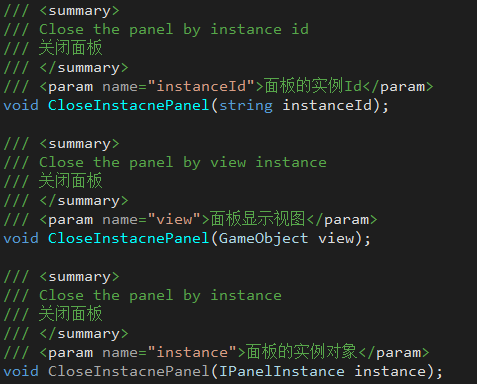 /// <summary>
/// Close the panel by instance id
/// 关闭面板
/// </summary>
/// <param name="instanceId">面板的实例Id</param>
void CloseInstacnePanel(string instanceId);
/// <summary>
/// Close the panel by view instance
/// 关闭面板
/// </summary>
/// <param name="view">面板显示视图</param>
void CloseInstacnePanel(GameObject view);
/// <summary>
/// Close the panel by instance
/// 关闭面板
/// </summary>
/// <param name="instance">面板的实例对象</param>
void CloseInstacnePanel(IPanelInstance instance);